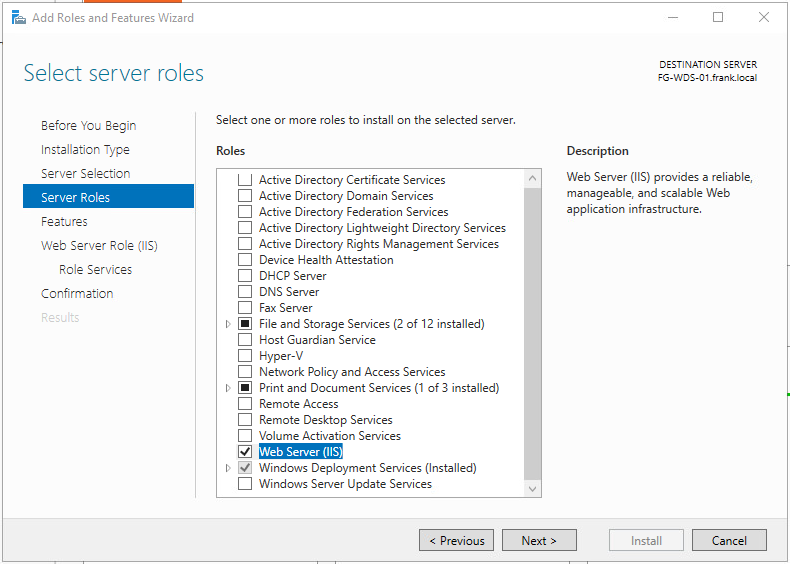 Add Roles and Features Wizard
Select server roles
DESTINATION SERVER
FG-WDS-01.frank.local
Before You Begin
Installation Type
Server Selection
Server Roles
Features
Web Server Role (IIS)
Role Services
Confirmation
Results
Select one or more roles to install on the selected server.
Roles
Active Directory Certificate Services
Active Directory Domain Services
Active Directory Federation Services
Active Directory Lightweight Directory Services
Active Directory Rights Management Services
Device Health Attestation
DHCP Server
DNS Server
Fax Server
File and Storage Services (2 of 12 installed)
Host Guardian Service
Hyper-V
Network Policy and Access Services
Print and Document Services (1 of 3 installed)
Remote Access
Remote Desktop Services
Volume Activation Services
Web Server (IIS)
Windows Deployment Services (Installed)
Windows Server Update Services
Description
Web Server (IIS) provides a reliable,
manageable, and scalable Web
application infrastructure.
< Previous
Next >
Install
Cancel